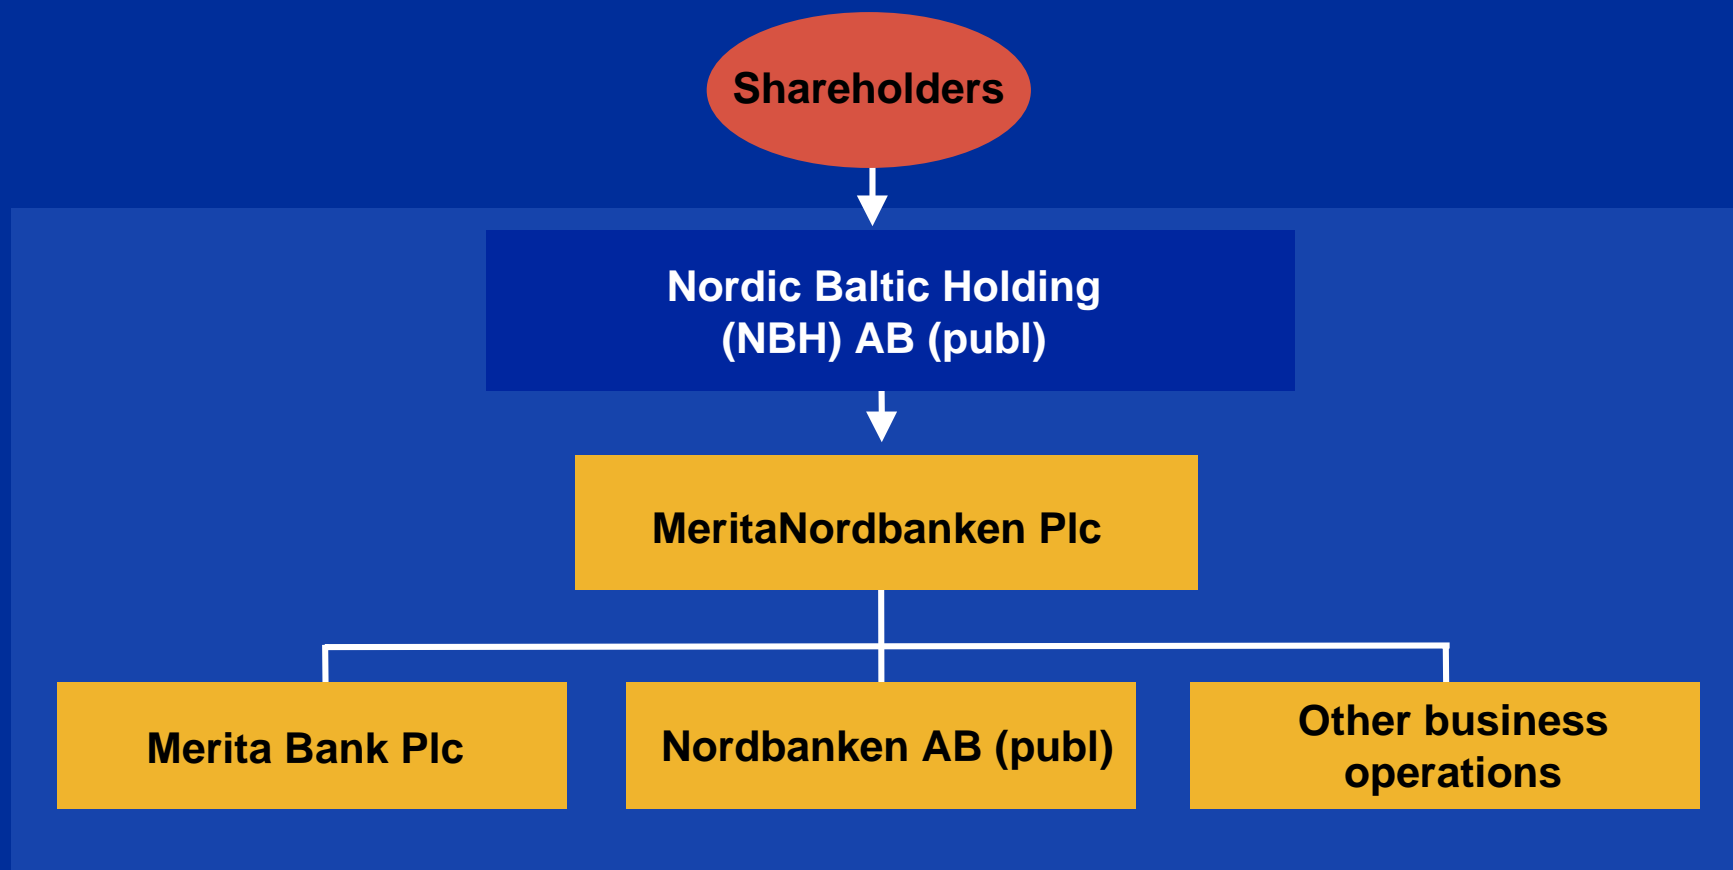 Shareholders
Nordic Baltic Holding
(NBH) AB (publ)
MeritaNordbanken Plc
Merita Bank Plc
Nordbanken AB (publ)
Other business
operations